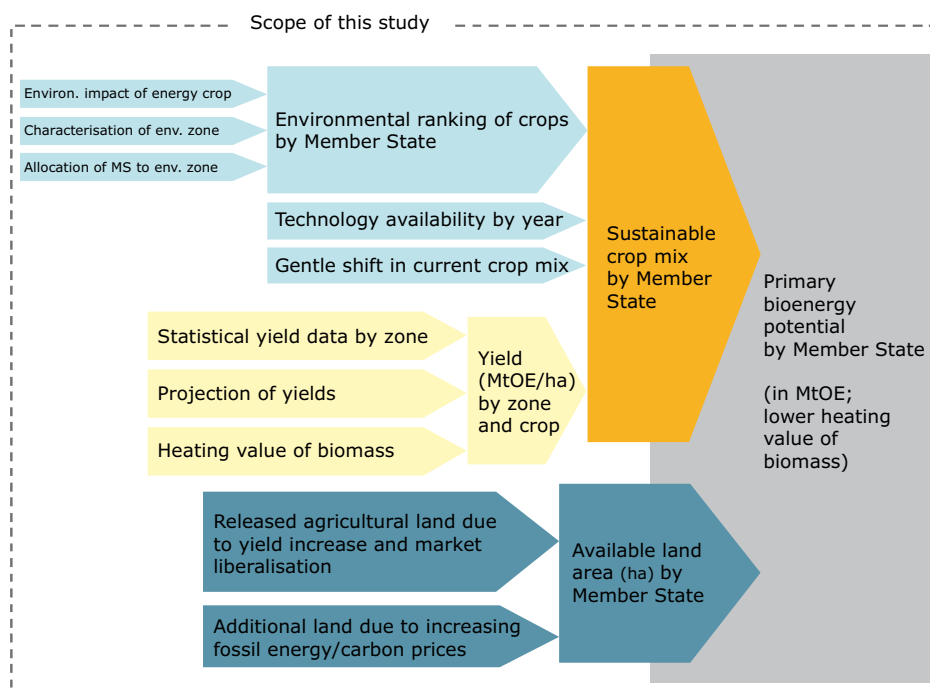 Scope of this study
Environ. impact of energy crop
Characterisation of env. zone
Allocation of MS to env. zone
Environmental ranking of crops
by Member State
Technology availability by year
Gentle shift in current crop mix
Statistical yield data by zone
Projection of yields
Heating value of biomass
Yield
(MtOE/ha)
by zone
and crop
Sustainable
crop mix
by Member
State
Released agricultural land due
to yield increase and market
liberalisation
Additional land due to increasing
fossil energy/carbon prices
Available land
area (ha) by
Member State
Primary
bioenergy
potential
by Member State
(in MtOE;
lower heating
value of
biomass)